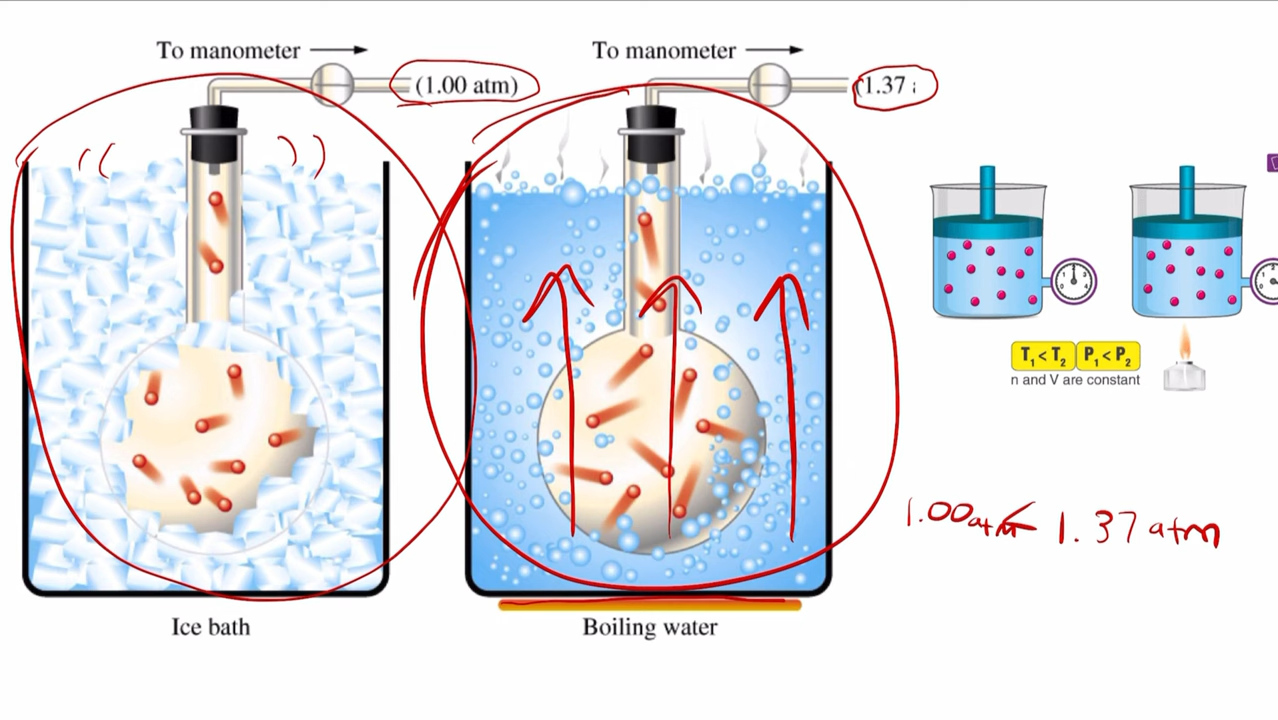 To manometer
(1.00 atm)
To manometer
(1.37
T1 < T2 P1 < P2
n and V are constant
1.00atm < 1.37 atm
Ice bath
Boiling water